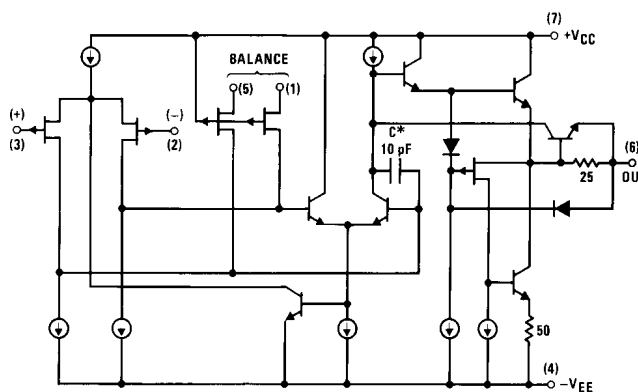 (7)
+VCC
BALANCE
(5)
(1)
(+)
(3)
(−)
(2)
C*
10 pF
(6)
25
OU
50
(4)
−VEE